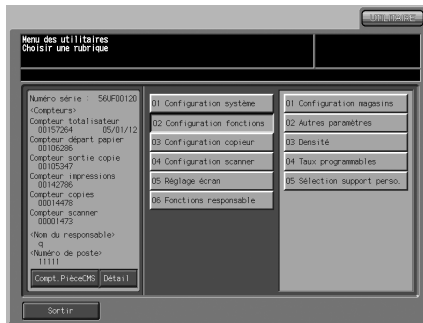 UTILITAIRE
Menu des utilitaires
Choisir une rubrique
Numéro série : 56UF00120
<Compteurs>
Compteur totalisateur
00157264 05/01/12
Compteur départ papier
00106286
Compteur sortie copie
00105347
Compteur impressions
00142786
Compteur copies
00014478
Compteur scanner
00001473
<Nom du responsable>
q
<Numéro de poste>
11111
Compt.PièceCMS Détail
01 Configuration système
02 Configuration fonctions
03 Configuration copieur
04 Configuration scanner
05 Réglage écran
06 Fonctions responsable
01 Configuration magasins
02 Autres paramètres
03 Densité
04 Taux programmables
05 Sélection support perso.
Sortir